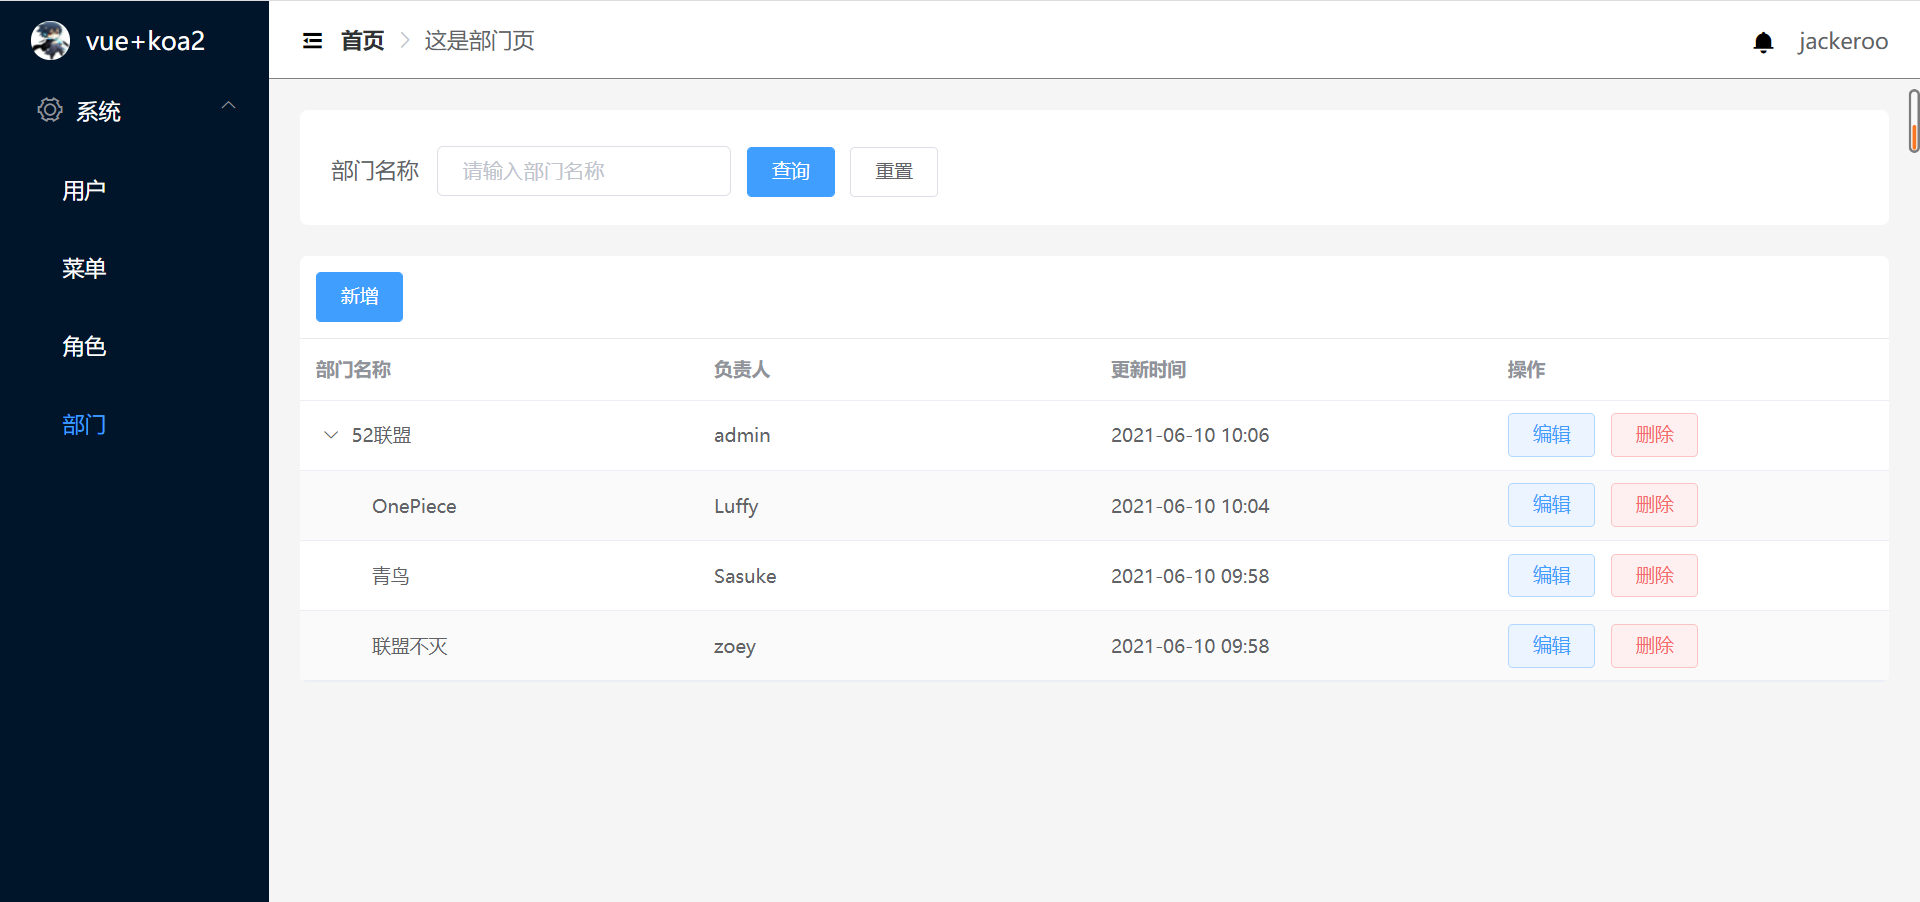 vue+koa2
首页 这是部门页
jackeroo
系统
用户
菜单
角色
部门
部门名称 请输入部门名称 查询 重置
新增
部门名称 负责人 更新时间 操作
52联盟 admin 2021-06-10 10:06 编辑 删除
OnePiece Luffy 2021-06-10 10:04 编辑 删除
青鸟 Sasuke 2021-06-10 09:58 编辑 删除
联盟不灭 zoey 2021-06-10 09:58 编辑 删除